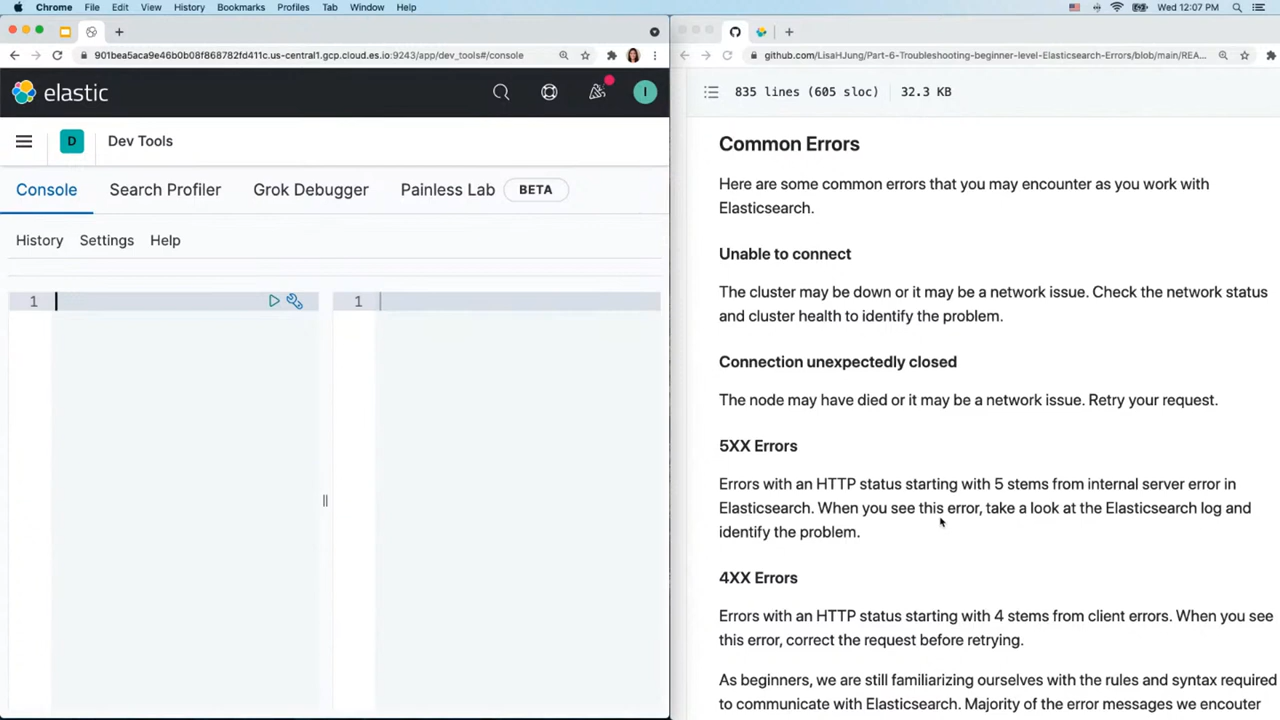 Chrome File Edit View History Bookmarks Profiles Tab Window Help
Wed 12:07 PM
901bea5aca9e46b0b08f868782fd411c.us-central1.gcp.cloud.es.io:9243/app/dev_tools#/console
elastic
I
D
Dev Tools
Console Search Profiler Grok Debugger Painless Lab BETA
History Settings Help
1
1
github.com/LisaHJung/Part-6-Troubleshooting-beginner-level-Elasticsearch-Errors/blob/main/REA...
835 lines (605 sloc) 32.3 KB
Common Errors
Here are some common errors that you may encounter as you work with
Elasticsearch.
Unable to connect
The cluster may be down or it may be a network issue. Check the network status
and cluster health to identify the problem.
Connection unexpectedly closed
The node may have died or it may be a network issue. Retry your request.
5XX Errors
Errors with an HTTP status starting with 5 stems from internal server error in
Elasticsearch. When you see this error, take a look at the Elasticsearch log and
identify the problem.
4XX Errors
Errors with an HTTP status starting with 4 stems from client errors. When you see
this error, correct the request before retrying.
As beginners, we are still familiarizing ourselves with the rules and syntax required
to communicate with Elasticsearch. Majority of the error messages we encouter